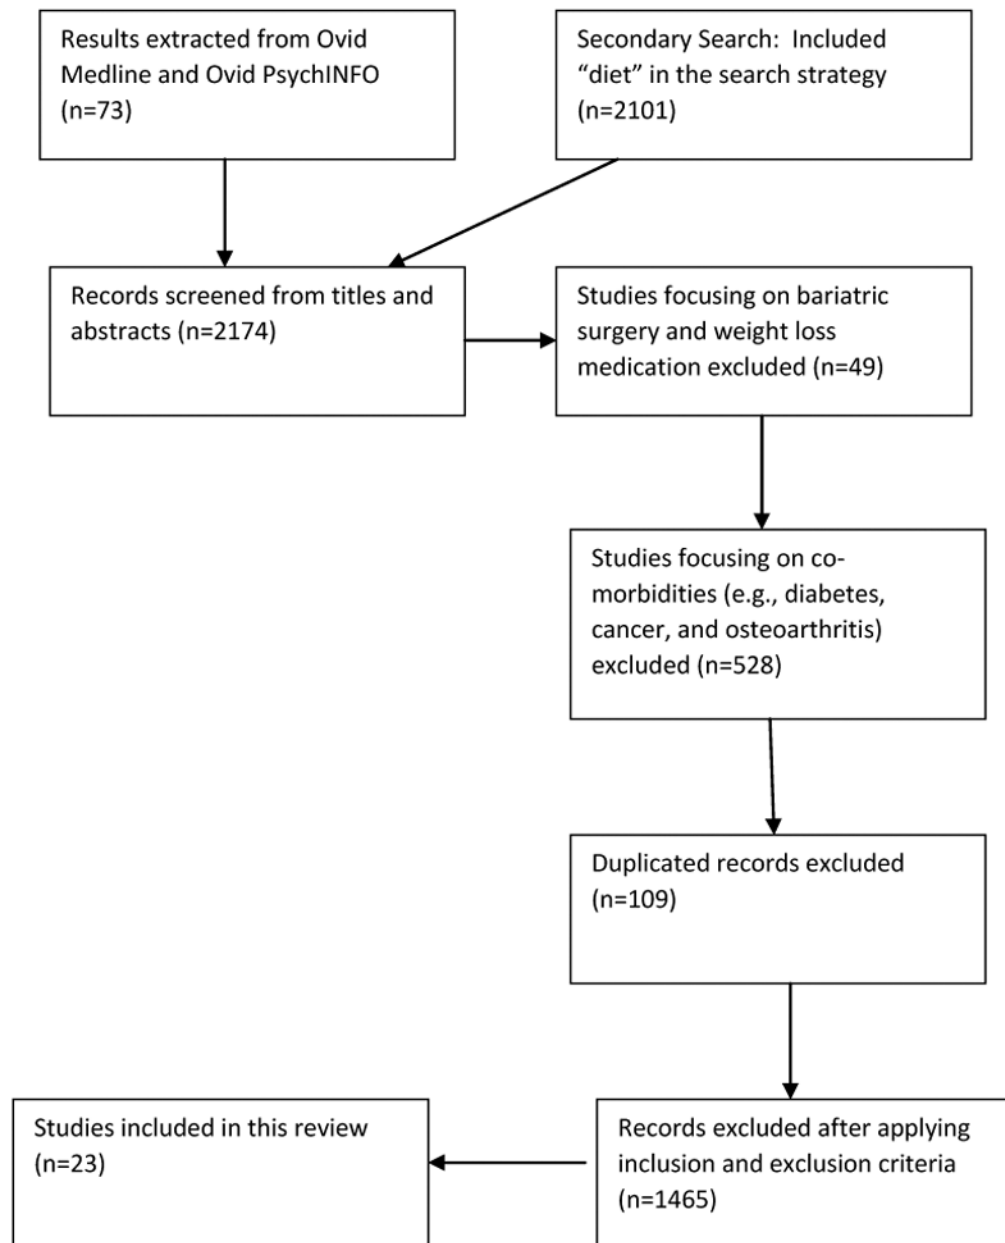 Results extracted from Ovid
Medline and Ovid PsychINFO
(n=73)
Secondary Search:  Included
“diet” in the search strategy
(n=2101)
Records screened from titles and
abstracts (n=2174)
Studies focusing on bariatric
surgery and weight loss
medication excluded (n=49)
Studies focusing on co-
morbidities (e.g., diabetes,
cancer, and osteoarthritis)
excluded (n=528)
Duplicated records excluded
(n=109)
Studies included in this review
(n=23)
Records excluded after applying
inclusion and exclusion criteria
(n=1465)